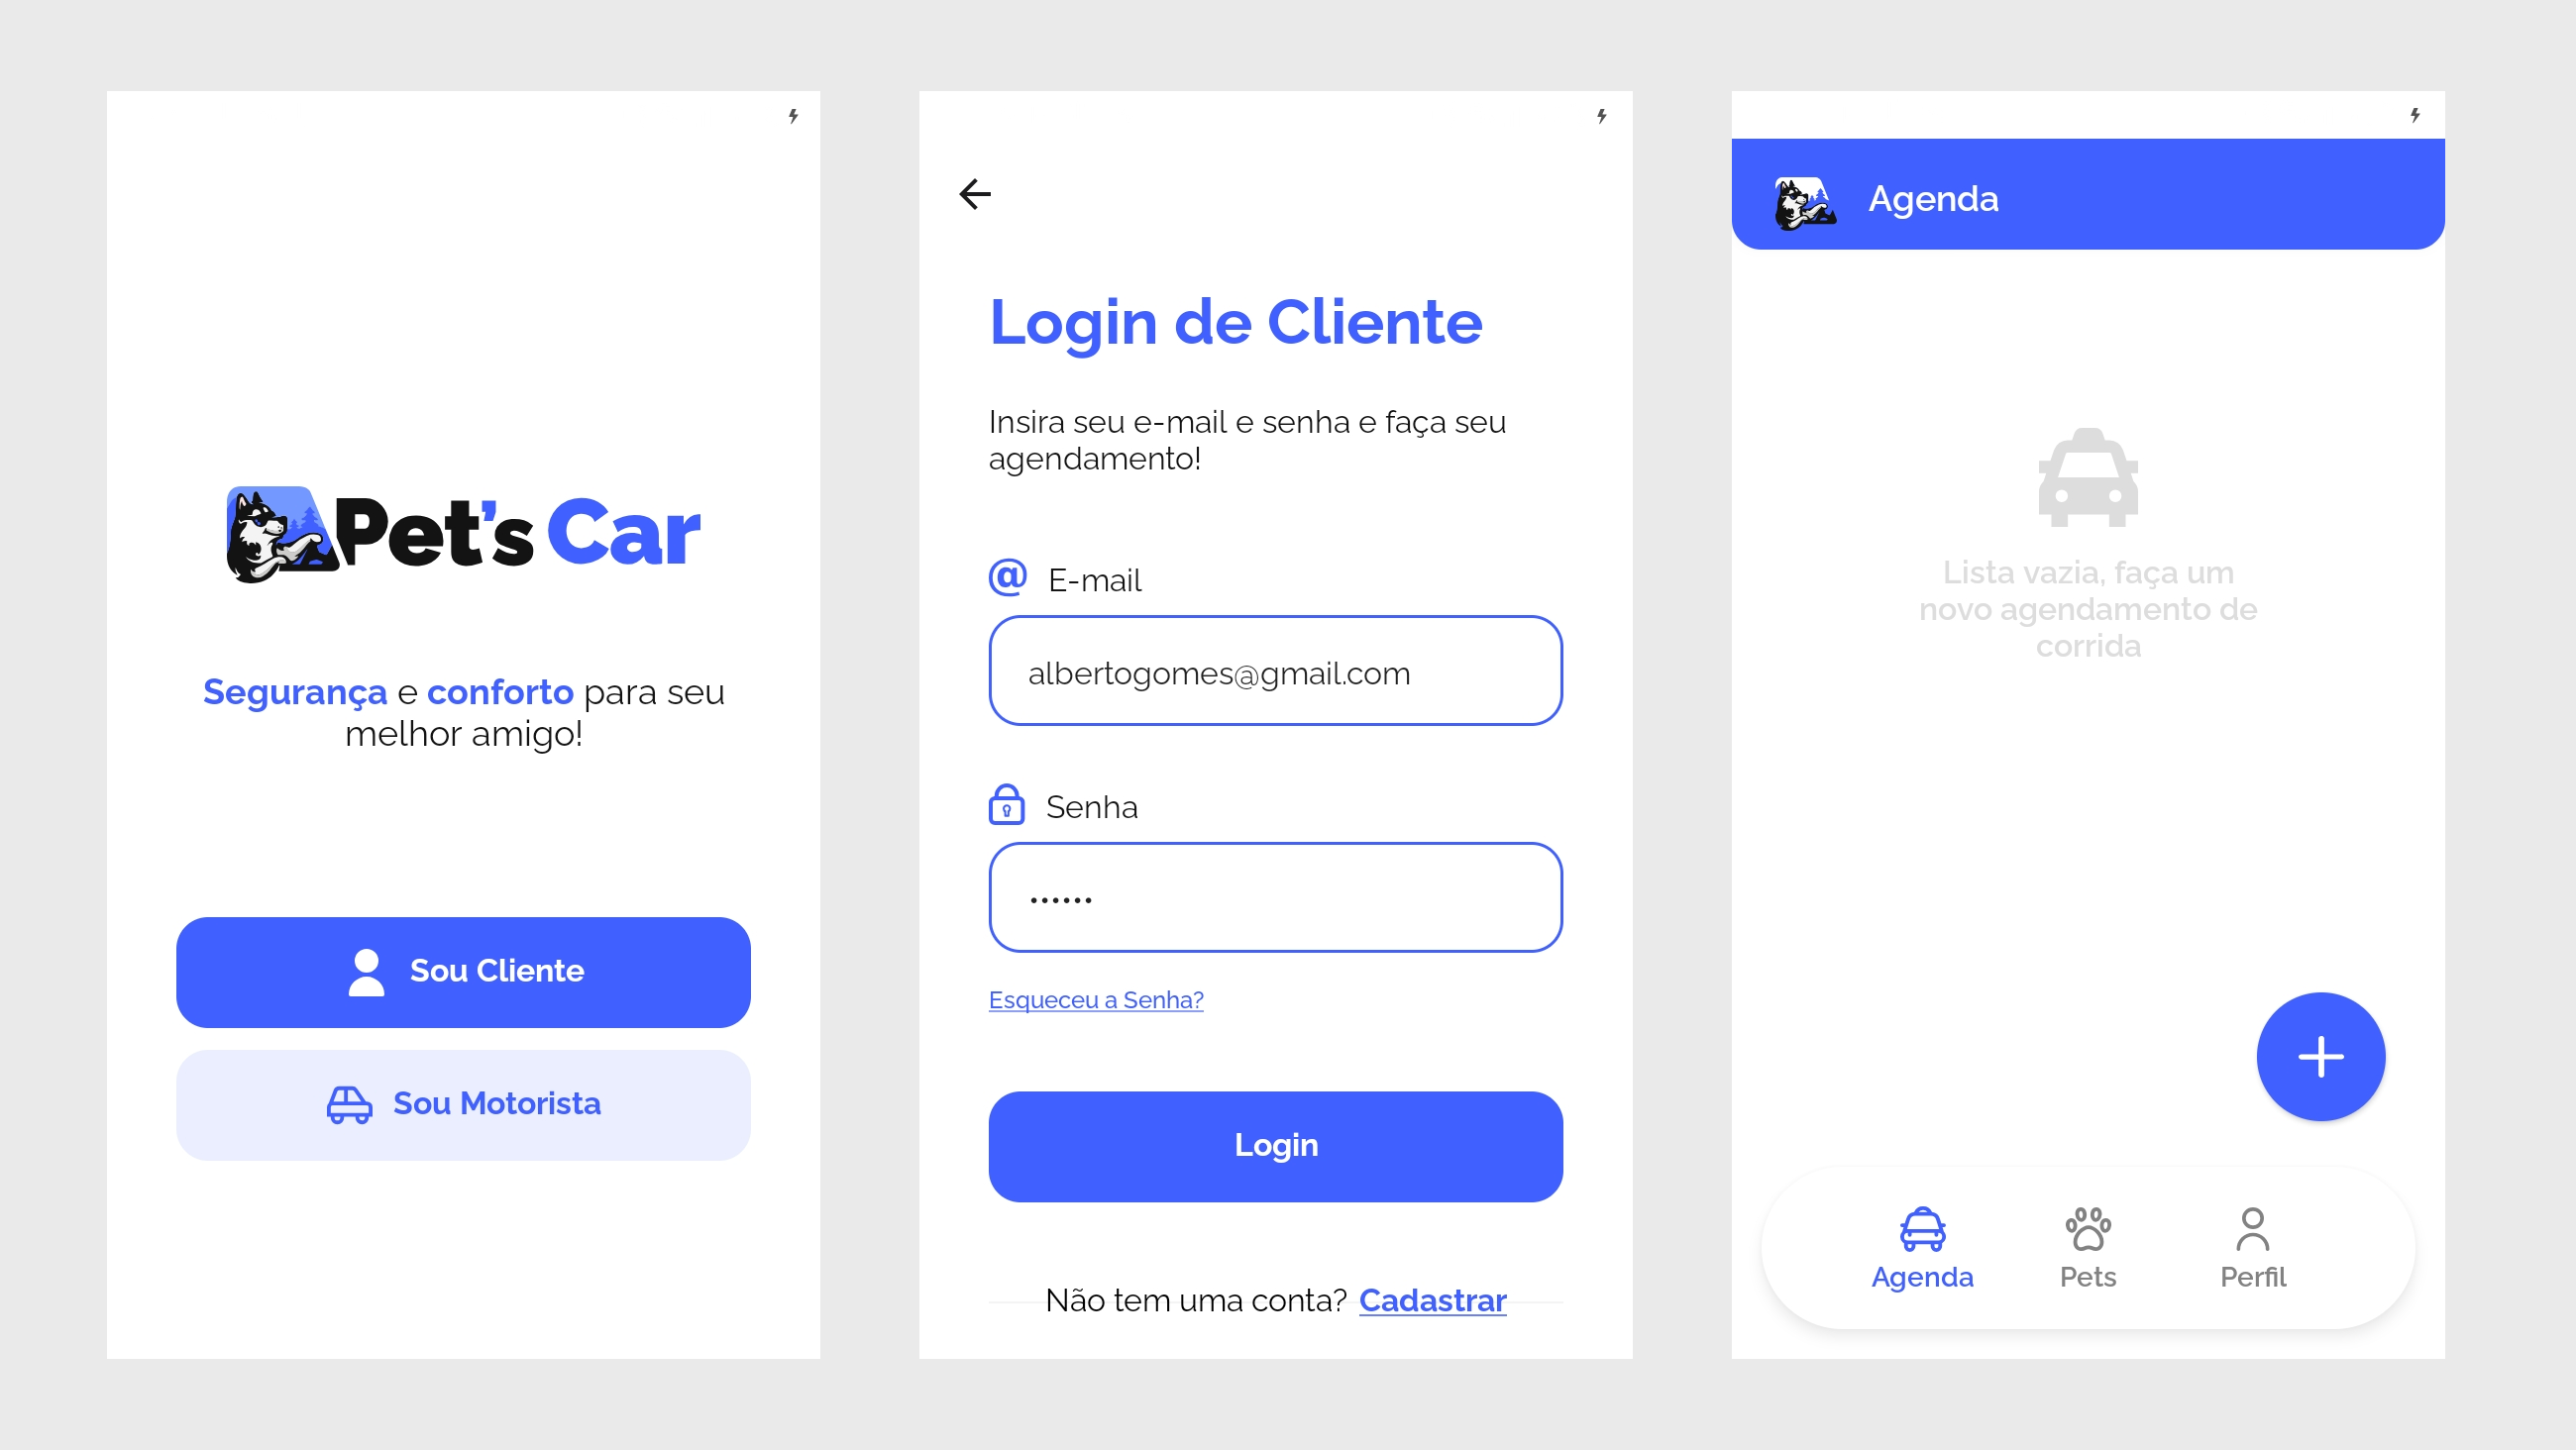 Pet's Car
Segurança e conforto para seu
melhor amigo!
Sou Cliente
Sou Motorista
Login de Cliente
Insira seu e-mail e senha e faça seu
agendamento!
@ E-mail
albertogomes@gmail.com
Senha
••••••
Esqueceu a Senha?
Login
Não tem uma conta? Cadastrar
Agenda
Lista vazia, faça um
novo agendamento de
corrida
Agenda Pets Perfil